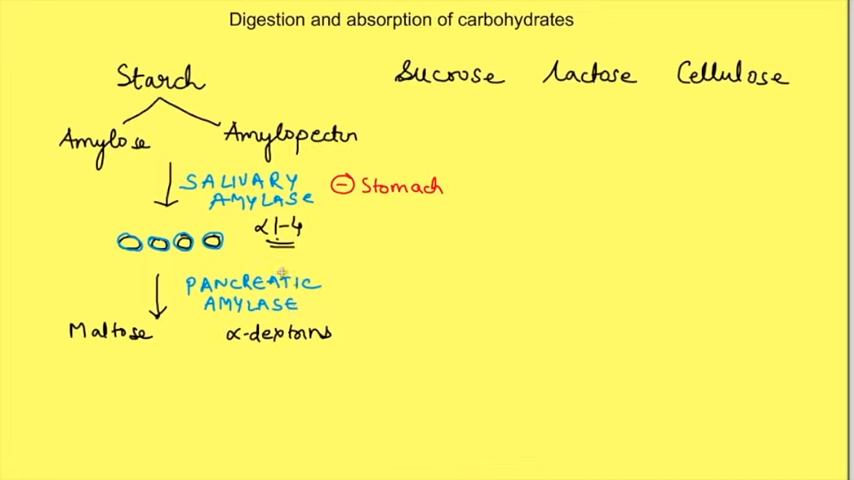 Digestion and absorption of carbohydrates
Starch
Sucrose
Lactose
Cellulose
Amylose
Amylopectin
SALIVARY
AMYLASE
⊖ Stomach
α 1-4
PANCREATIC
AMYLASE
Maltose
α-dextrins